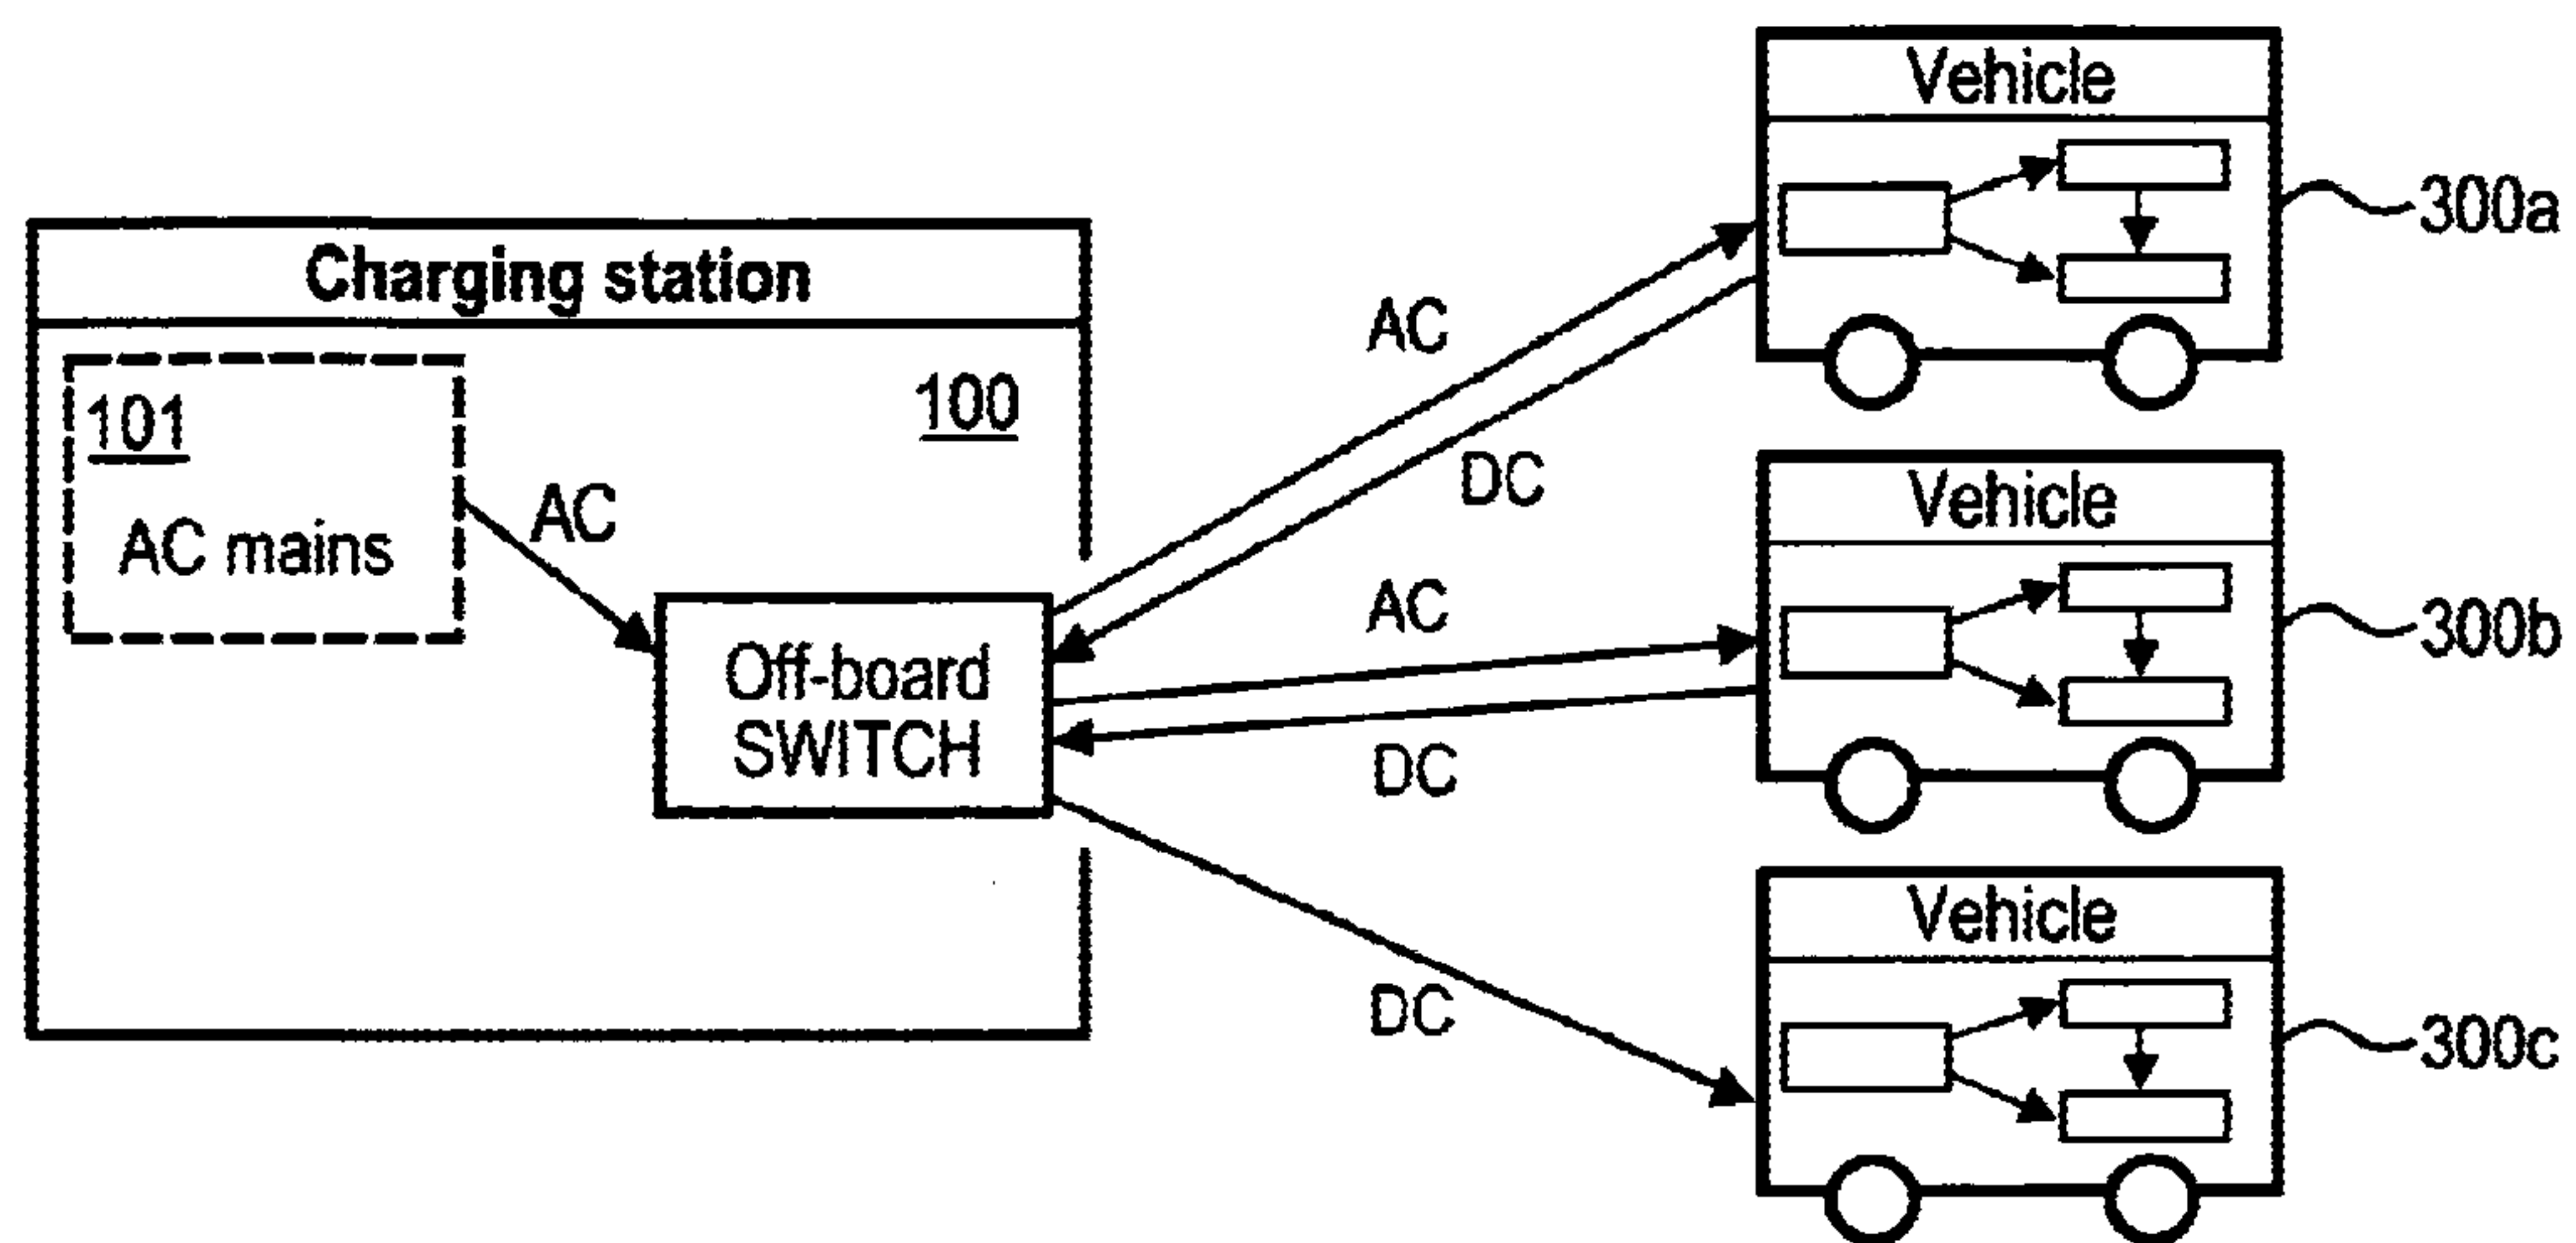 Charging station
101
AC mains
100
AC
Off-board
SWITCH
AC
DC
AC
DC
DC
Vehicle
300a
Vehicle
300b
Vehicle
300c